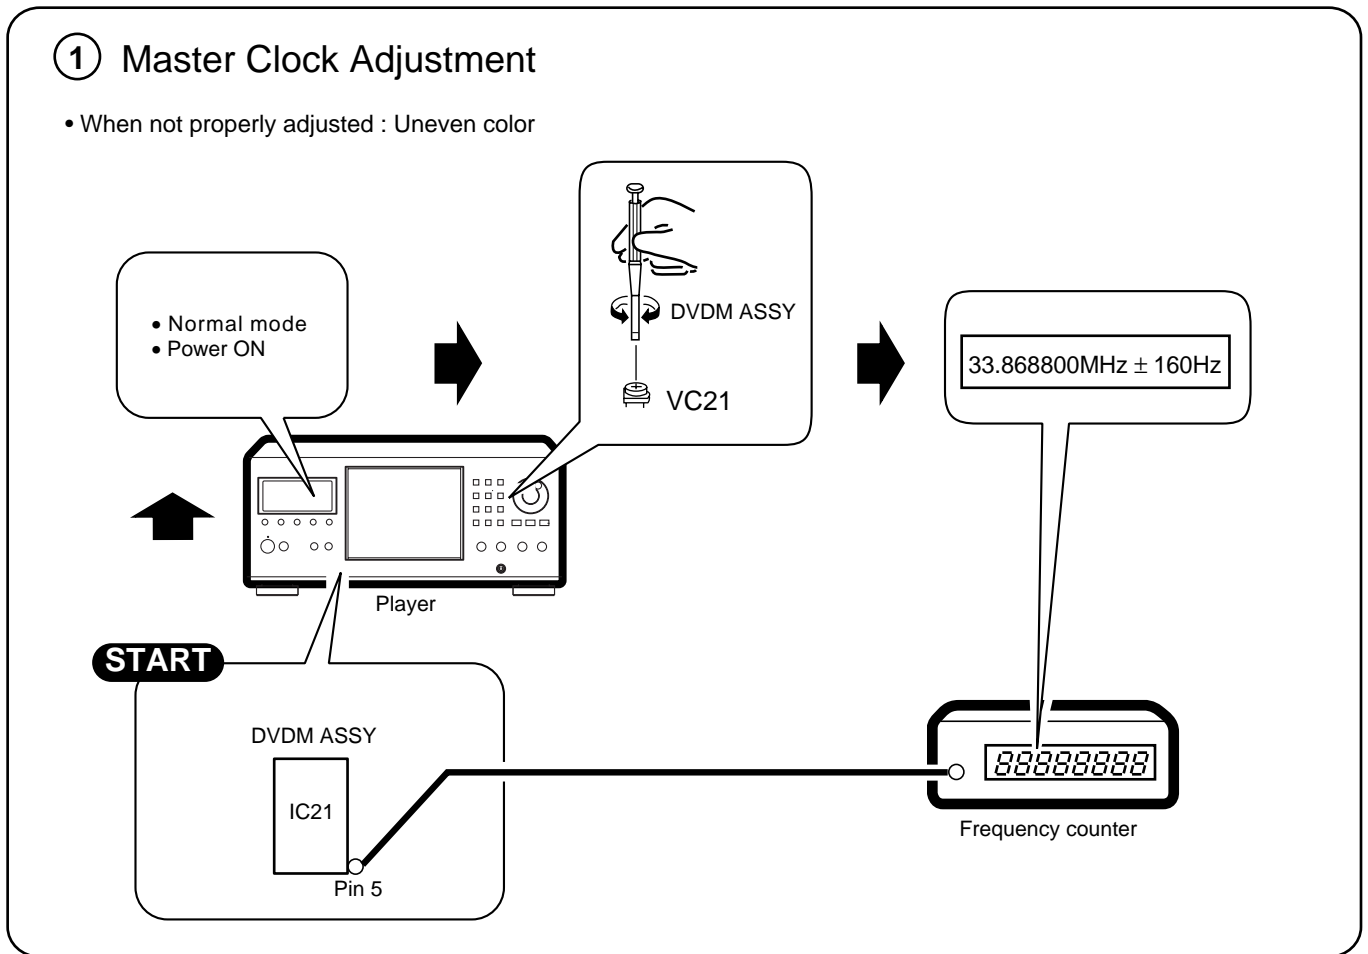 1 Master Clock Adjustment
• When not properly adjusted : Uneven color
• Normal mode
• Power ON
DVDM ASSY
VC21
33.868800MHz ± 160Hz
Player
START
DVDM ASSY
IC21
Pin 5
88888888
Frequency counter